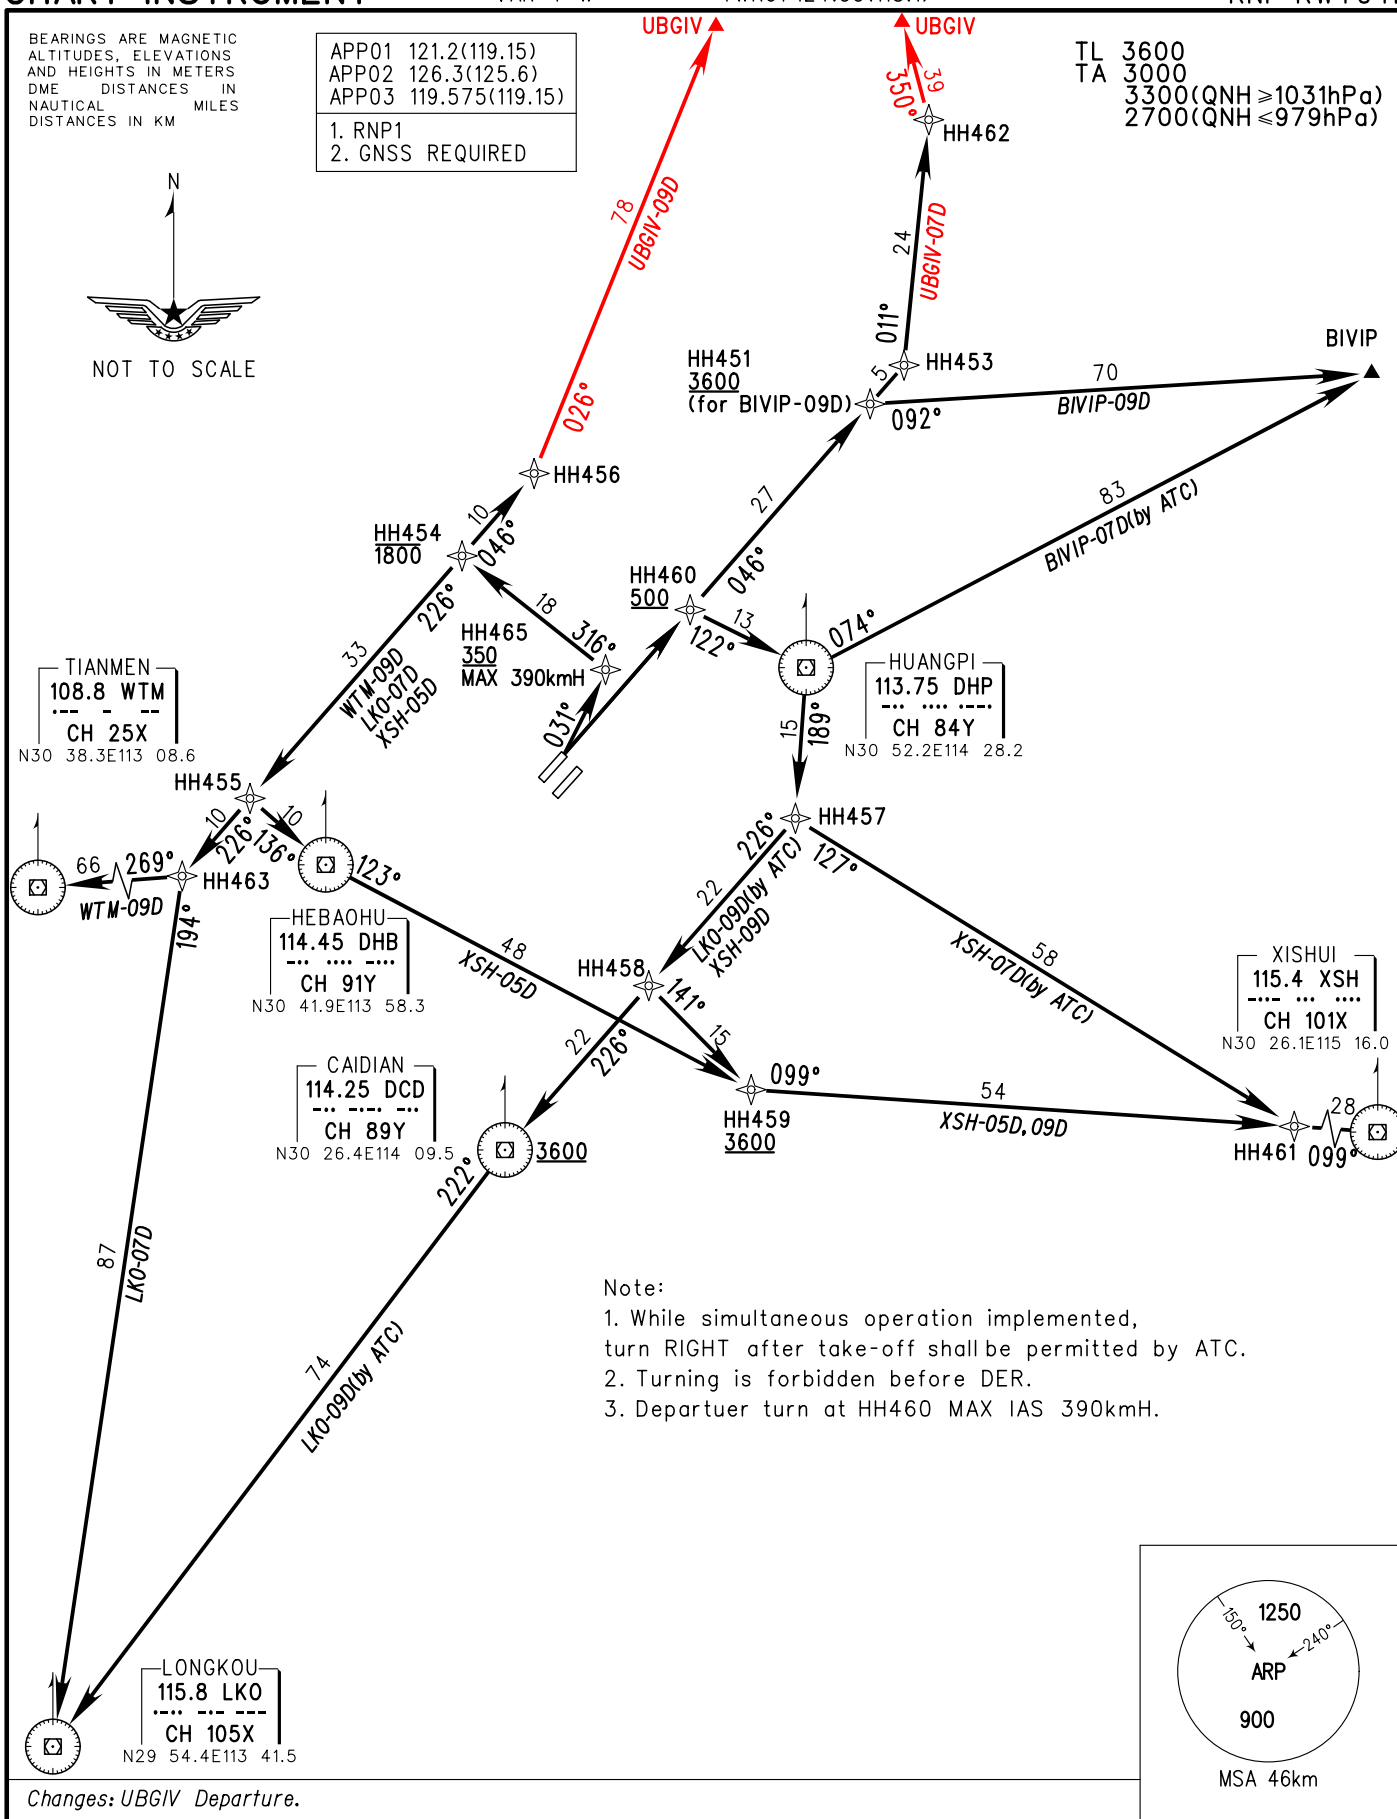 BEARINGS ARE MAGNETIC
ALTITUDES, ELEVATIONS
AND HEIGHTS IN METERS
DME DISTANCES IN
NAUTICAL MILES
DISTANCES IN KM
APP01 121.2(119.15)
APP02 126.3(125.6)
APP03 119.575(119.15)
1. RNP1
2. GNSS REQUIRED
UBGIV
UBGIV
TL 3600
TA 3000
3300(QNH ≥1031hPa)
2700(QNH ≤979hPa)
N
NOT TO SCALE
39
350°
HH462
78
UBGIV-09D
24
UBGIV-07D
011°
026°
HH451
3600
(for BIVIP-09D)
5
HH453
BIVIP
70
BIVIP-09D
092°
HH456
10
046°
HH454
1800
27
046°
83
BIVIP-07D(by ATC)
226°
18
316°
HH465
350
MAX 390kmH
HH460
500
13
122°
074°
33
WTM-09D
LKO-07D
XSH-05D
031°
TIANMEN
108.8 WTM
CH 25X
N30 38.3E113 08.6
HUANGPI
113.75 DHP
CH 84Y
N30 52.2E114 28.2
15
189°
HH455
10
226°
10
136°
HH457
226°
127°
66
269°
WTM-09D
HH463
194°
123°
22
LKO-09D(by ATC)
XSH-09D
HEBAOHU
114.45 DHB
CH 91Y
N30 41.9E113 58.3
48
XSH-05D
58
XSH-07D(by ATC)
HH458
141°
15
22
226°
XISHUI
115.4 XSH
CH 101X
N30 26.1E115 16.0
CAIDIAN
114.25 DCD
CH 89Y
N30 26.4E114 09.5
3600
222°
099°
HH459
3600
54
XSH-05D,09D
HH461
28
099°
87
LKO-07D
74
LKO-09D(by ATC)
Note:
1. While simultaneous operation implemented,
turn RIGHT after take-off shall be permitted by ATC.
2. Turning is forbidden before DER.
3. Departuer turn at HH460 MAX IAS 390kmH.
LONGKOU
115.8 LKO
CH 105X
N29 54.4E113 41.5
150°
1250
240°
ARP
900
MSA 46km
Changes: UBGIV Departure.